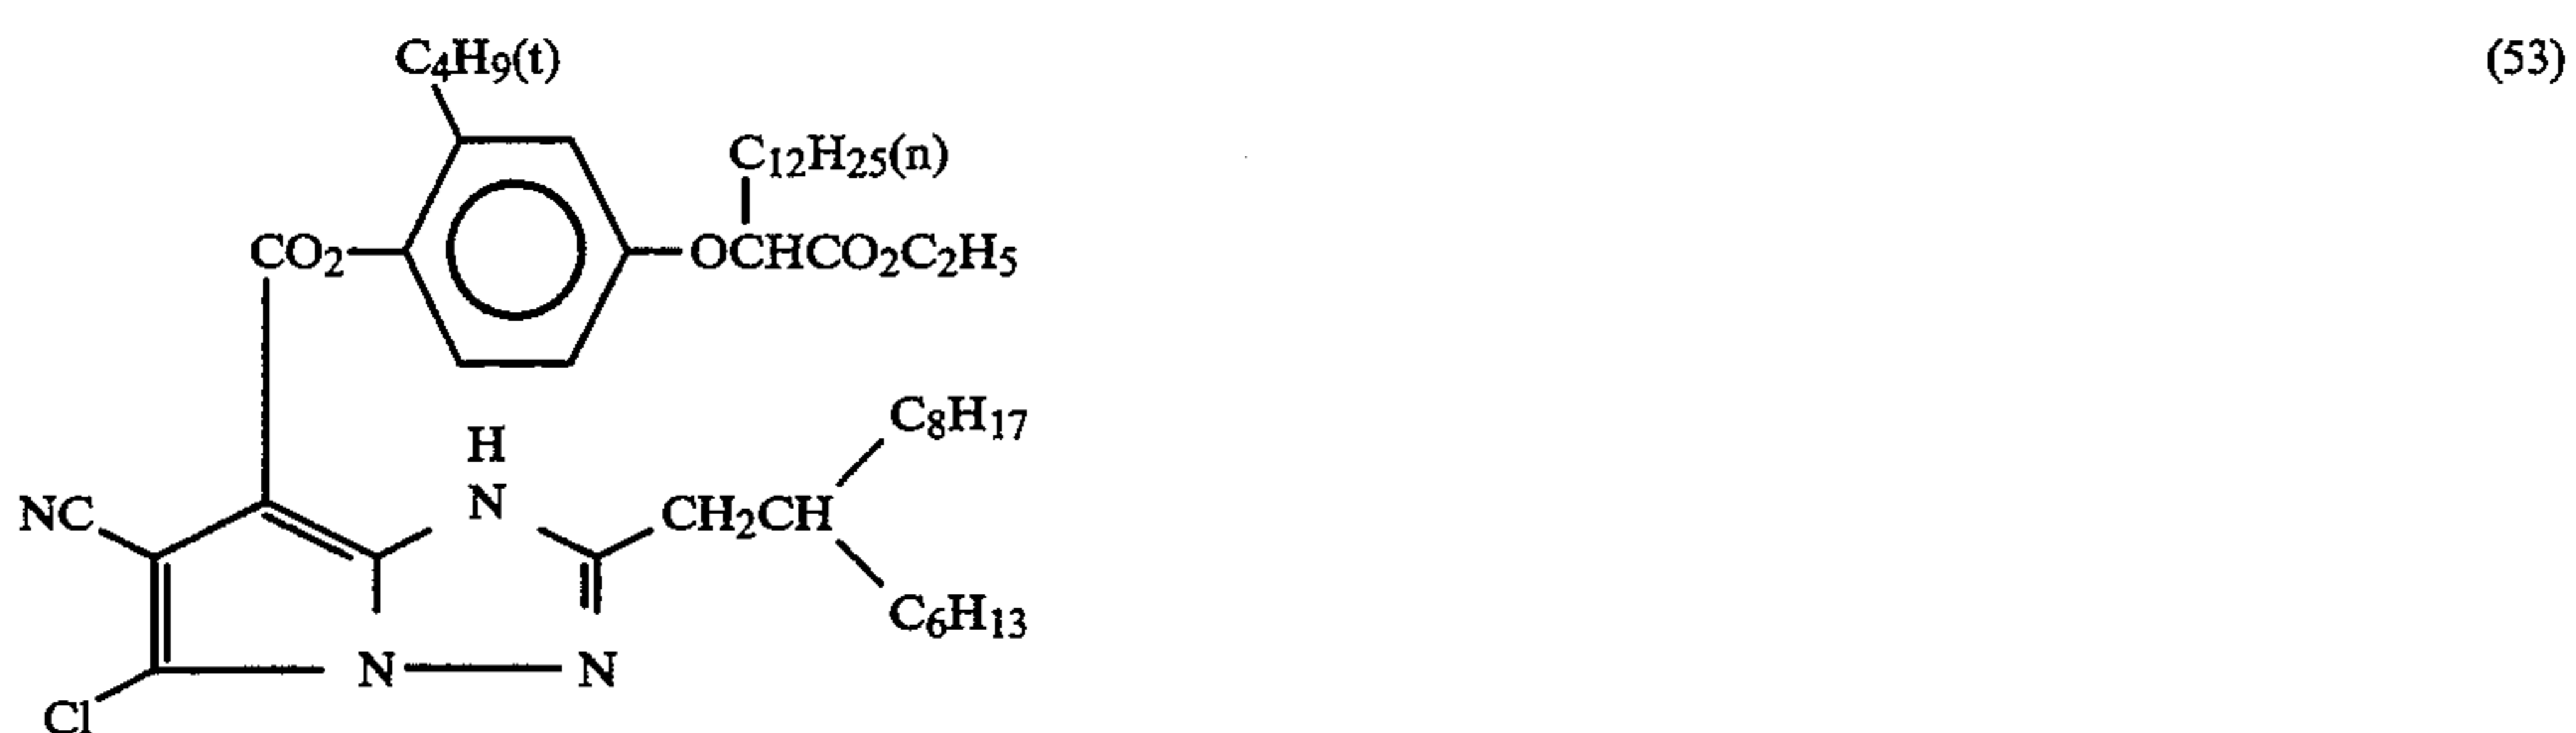 C4H9(t) (53)
C12H25(n)
CO2 OCHCO2C2H5
C8H17
H
NC N CH2CH
C6H13
N N
Cl